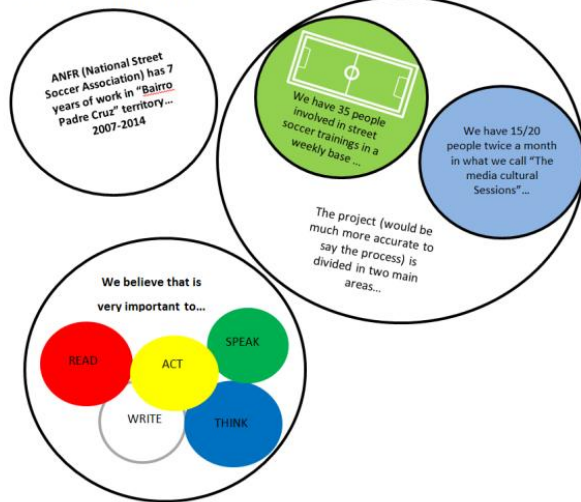 ANFR (National Street
Soccer Association) has 7
years of work in “Bairro
Padre Cruz” territory...
2007-2014
We have 35 people
involved in street
soccer trainings in a
weekly base ...
We have 15/20
people twice a month
in what we call “The
media cultural
Sessions”...
The project (would be
much more accurate to
say the process) is
divided in two main
areas...
We believe that is
very important to...
READ
ACT
SPEAK
WRITE
THINK